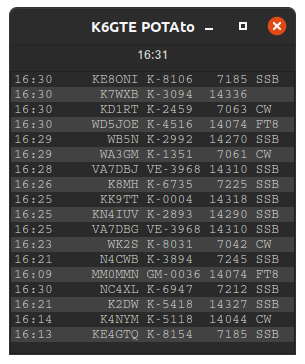 K6GTE POTAto
16:31
16:30 KE8ONI K-8106 7185 SSB
16:30 K7WXB K-3094 14336
16:30 KD1RT K-2459 7063 CW
16:30 WD5JOE K-4516 14074 FT8
16:29 WB5N K-2992 14270 SSB
16:29 WA3GM K-1351 7061 CW
16:28 VA7DBJ VE-3968 14310 SSB
16:26 K8MH K-6735 7225 SSB
16:25 KK9TT K-0004 14318 SSB
16:25 KN4IUV K-2893 14290 SSB
16:25 VA7DBG VE-3968 14310 SSB
16:23 WK2S K-8031 7042 CW
16:21 N4CWB K-3894 7245 SSB
16:09 MM0MMN GM-0036 14074 FT8
16:30 NC4XL K-6947 7212 SSB
16:21 K2DW K-5418 14327 SSB
16:14 K4NYM K-5118 14044 CW
16:13 KE4GTQ K-8154 7185 SSB